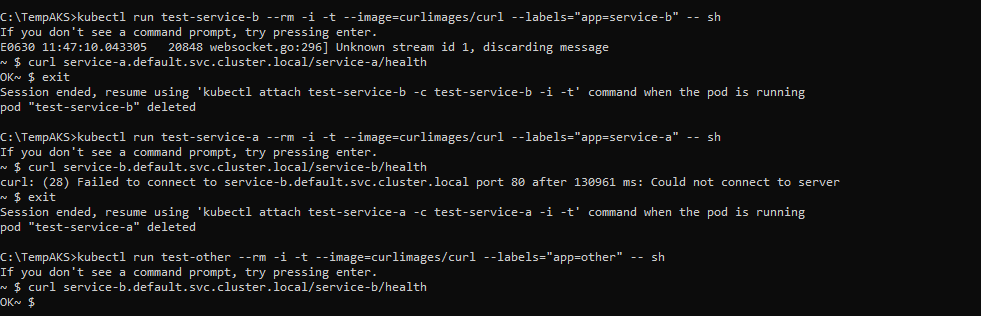 C:\TempAKS>kubectl run test-service-b --rm -i -t --image=curlimages/curl --labels="app=service-b" -- sh
If you don't see a command prompt, try pressing enter.
E0630 11:47:10.043305   20848 websocket.go:296] Unknown stream id 1, discarding message
~ $ curl service-a.default.svc.cluster.local/service-a/health
OK~ $ exit
Session ended, resume using 'kubectl attach test-service-b -c test-service-b -i -t' command when the pod is running
pod "test-service-b" deleted
C:\TempAKS>kubectl run test-service-a --rm -i -t --image=curlimages/curl --labels="app=service-a" -- sh
If you don't see a command prompt, try pressing enter.
~ $ curl service-b.default.svc.cluster.local/service-b/health
curl: (28) Failed to connect to service-b.default.svc.cluster.local port 80 after 130961 ms: Could not connect to server
~ $ exit
Session ended, resume using 'kubectl attach test-service-a -c test-service-a -i -t' command when the pod is running
pod "test-service-a" deleted
C:\TempAKS>kubectl run test-other --rm -i -t --image=curlimages/curl --labels="app=other" -- sh
If you don't see a command prompt, try pressing enter.
~ $ curl service-b.default.svc.cluster.local/service-b/health
OK~ $